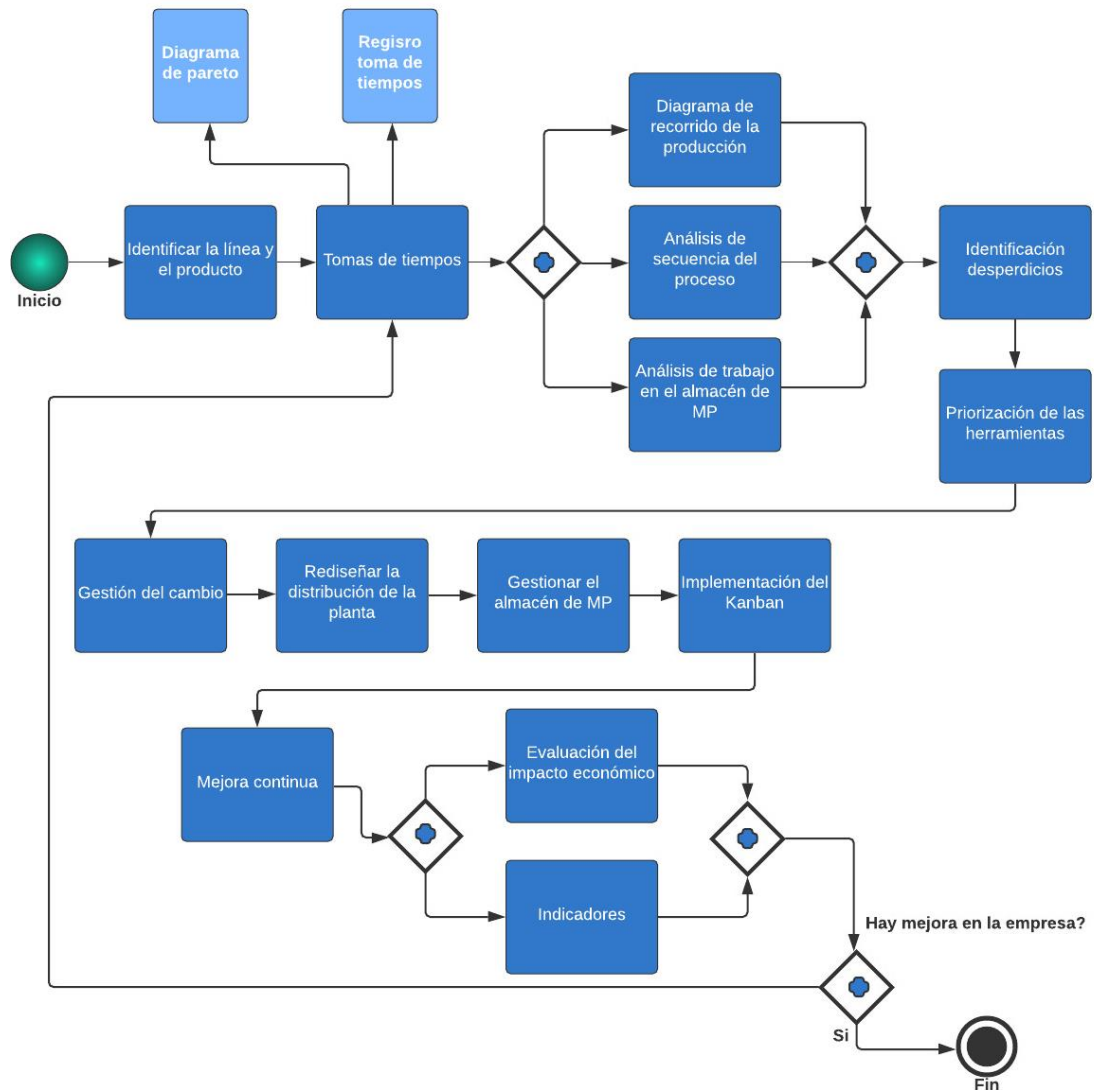 Diagrama
de pareto
Regisro
toma de
tiempos
Diagrama de
recorrido de la
producción
Inicio
Identificar la línea y
el producto
Tomas de tiempos
Análisis de
secuencia del
proceso
Identificación
desperdicios
Análisis de trabajo
en el almacén de
MP
Priorización de las
herramientas
Gestión del cambio
Rediseñar la
distribución de la
planta
Gestionar el
almacén de MP
Implementación del
Kanban
Mejora continua
Evaluación del
impacto económico
Indicadores
Hay mejora en la empresa?
Si
Fin